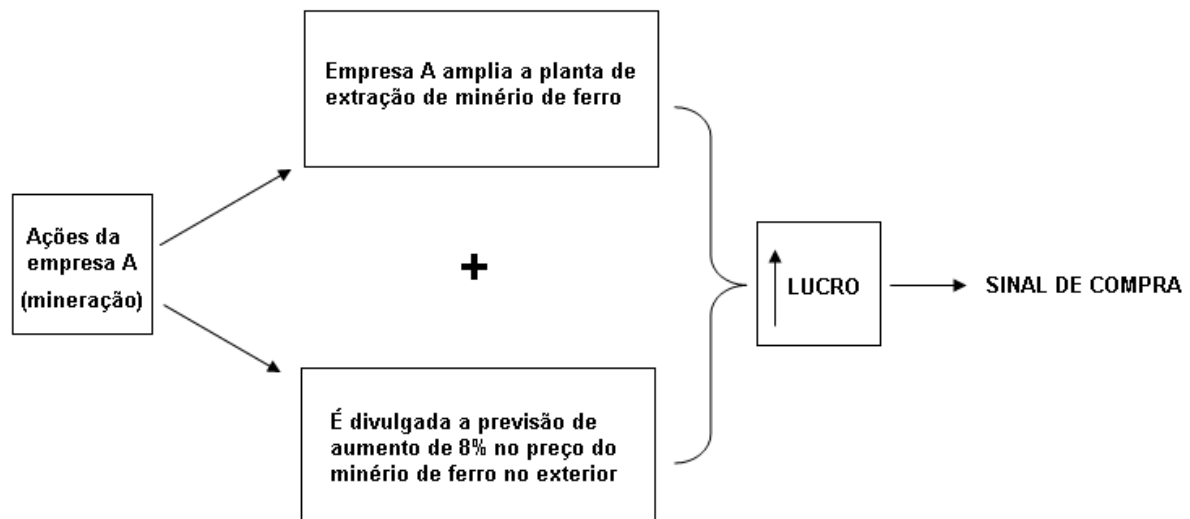 Ações da
empresa A
(mineração)
Empresa A amplia a planta de
extração de minério de ferro
+
É divulgada a previsão de
aumento de 8% no preço do
minério de ferro no exterior
LUCRO
SINAL DE COMPRA